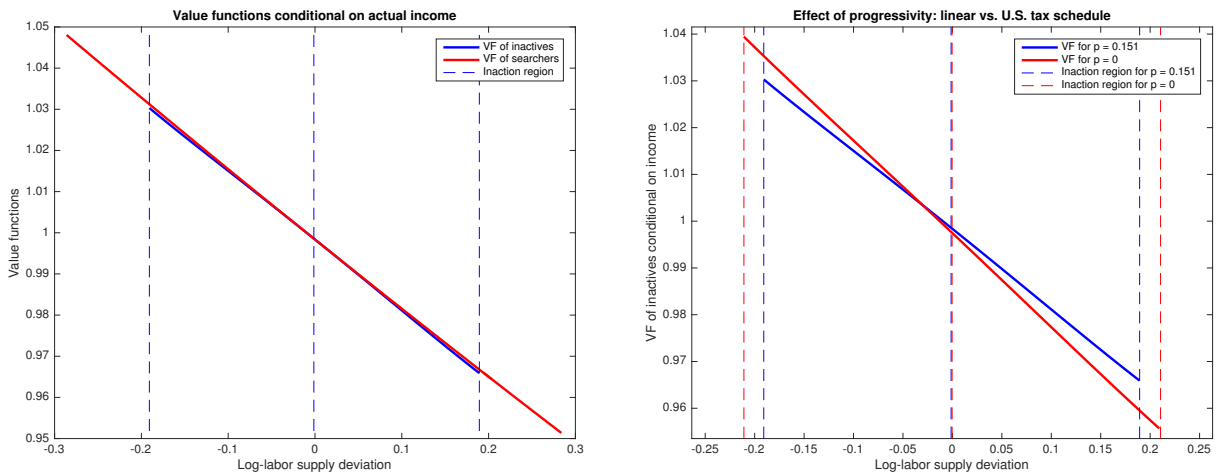 Value functions conditional on actual income
Value functions
1.05
1.04
1.03
1.02
1.01
1
0.99
0.98
0.97
0.96
0.95
VF of inactives
VF of searchers
Inaction region
-0.3
-0.2
-0.1
0
0.1
0.2
0.3
Log-labor supply deviation
Effect of progressivity: linear vs. U.S. tax schedule
VF of inactives conditional on income
1.04
1.03
1.02
1.01
1
0.99
0.98
0.97
0.96
VF for p = 0.151
VF for p = 0
Inaction region for p = 0.151
Inaction region for p = 0
-0.25
-0.2
-0.15
-0.1
-0.05
0
0.05
0.1
0.15
0.2
0.25
Log-labor supply deviation